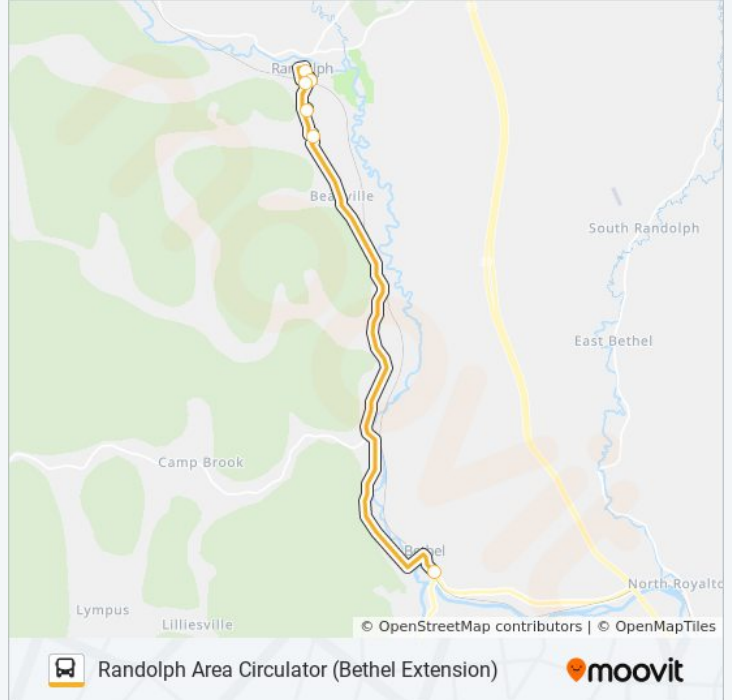 Randolph
Beanville
South Randolph
East Bethel
Camp Brook
Bethel
North Royalto
Lympus
Lilliesville
© OpenStreetMap contributors | © OpenMapTiles
Randolph Area Circulator (Bethel Extension)
moovit